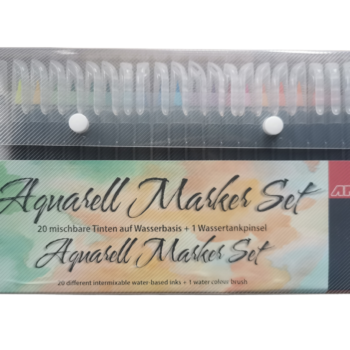 Aquarell Marker Set
20 mischbare Tinten auf Wasserbasis + 1 Wassertankpinsel
Aquarell Marker Set
20 different intermixable water-based inks + 1 water colour brush